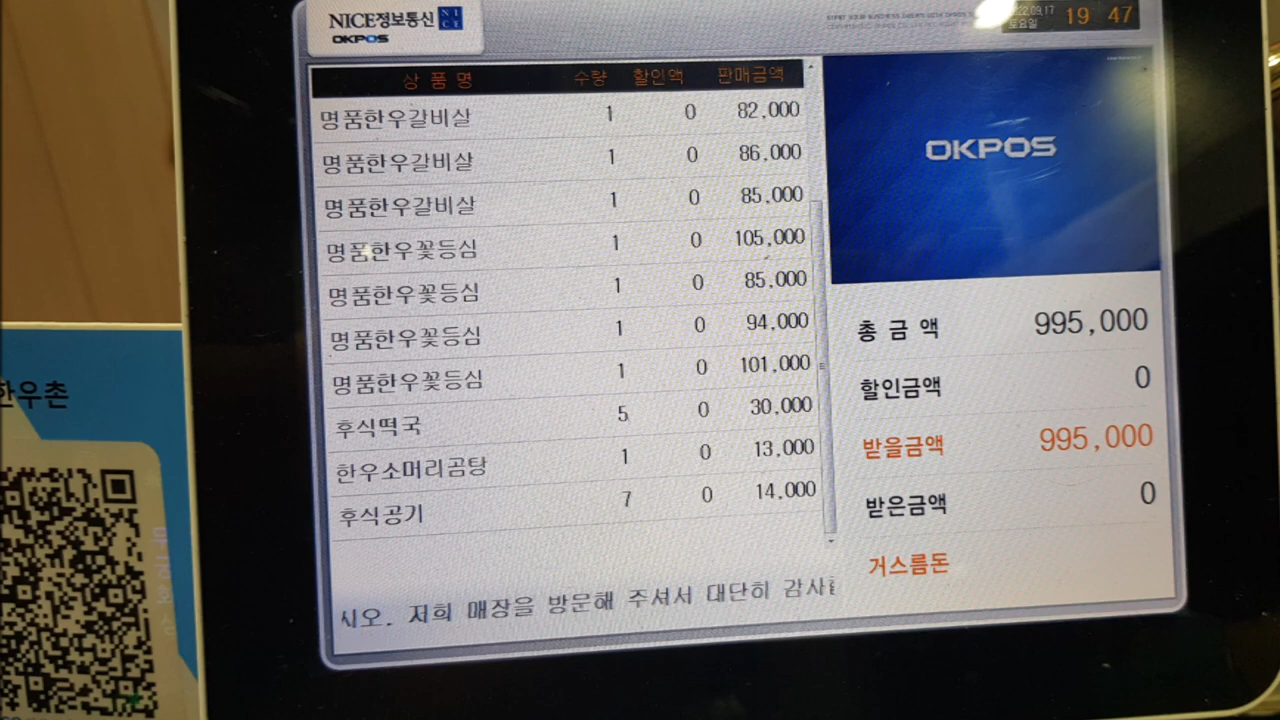 NICE정보통신 NICE
OKPOS
2022.09.17
토요일
19 47
상 품 명 수량 할인액 판매금액
명품한우갈비살 1 0 82,000
명품한우갈비살 1 0 86,000
명품한우갈비살 1 0 85,000
명품한우꽃등심 1 0 105,000
명품한우꽃등심 1 0 85,000
명품한우꽃등심 1 0 94,000
명품한우꽃등심 1 0 101,000
후식떡국 5 0 30,000
한우소머리곰탕 1 0 13,000
후식공기 7 0 14,000
시오. 저희 매장을 방문해 주셔서 대단히 감사
OKPOS
총 금 액 995,000
할인금액 0
받을금액 995,000
받은금액 0
거스름돈
한우촌